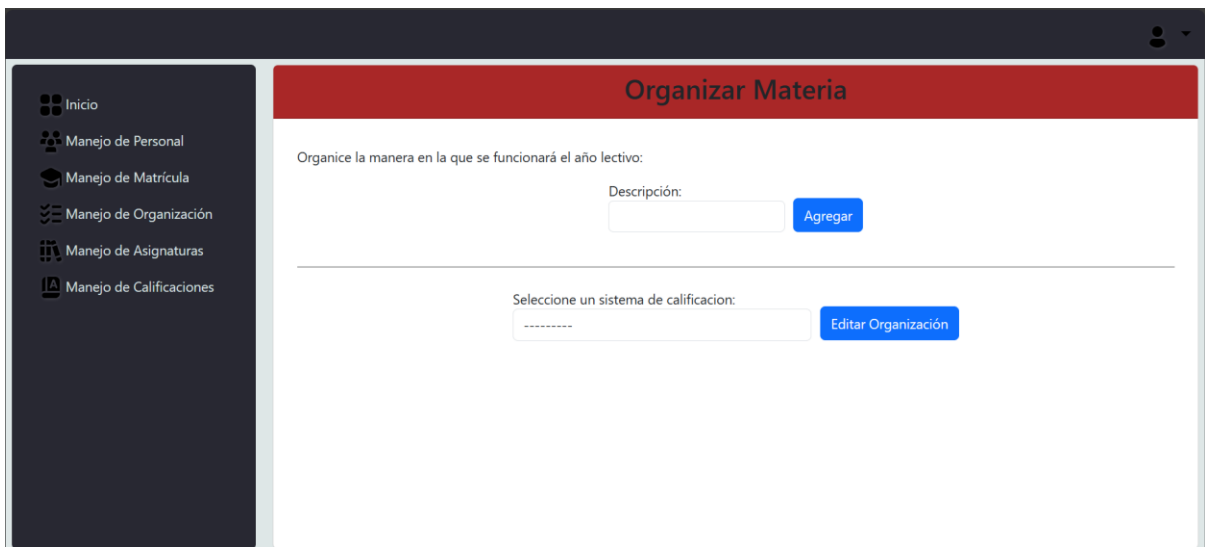 Organizar Materia
Inicio
Manejo de Personal
Manejo de Matrícula
Manejo de Organización
Manejo de Asignaturas
Manejo de Calificaciones
Organice la manera en la que se funcionará el año lectivo:
Descripción:
Agregar
Seleccione un sistema de calificacion:
---------
Editar Organización